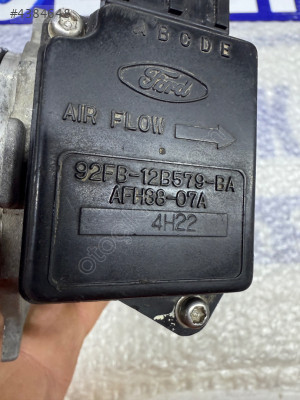 A B C D E
Ford
AIR FLOW
92FB-12B579-BA
AFH38-07A
4H22